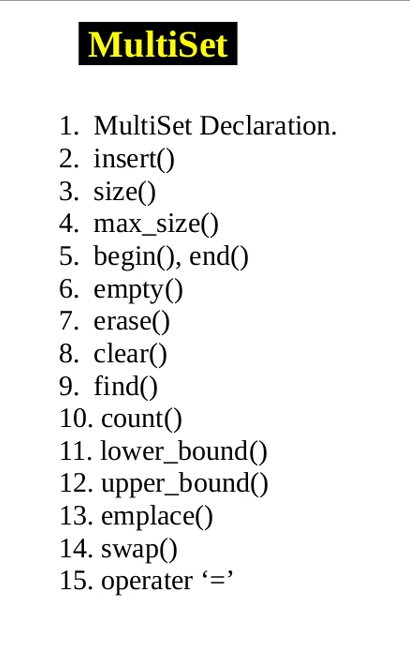 MultiSet
1. MultiSet Declaration.
2. insert()
3. size()
4. max_size()
5. begin(), end()
6. empty()
7. erase()
8. clear()
9. find()
10. count()
11. lower_bound()
12. upper_bound()
13. emplace()
14. swap()
15. operater ‘=’